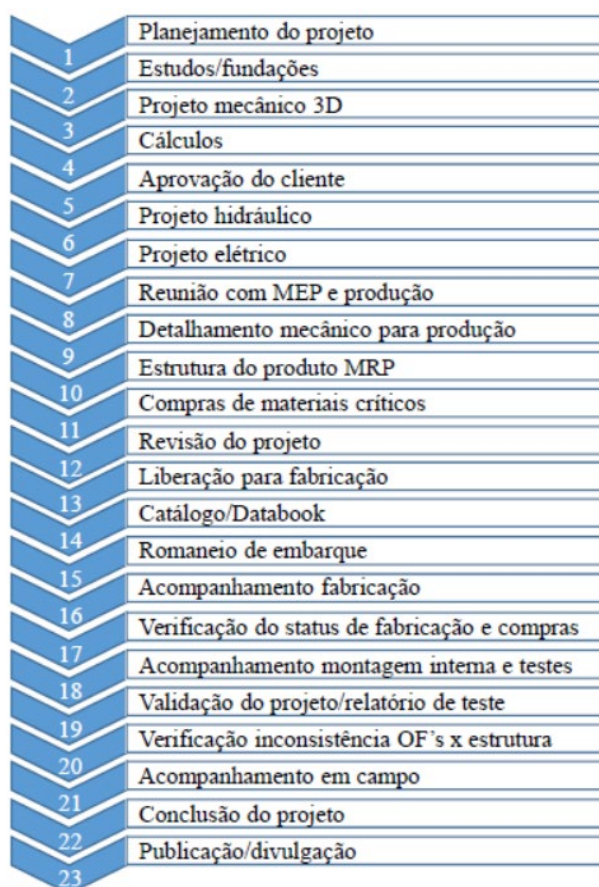 Planejamento do projeto
1
Estudos/fundações
2
Projeto mecânico 3D
3
Cálculos
4
Aprovação do cliente
5
Projeto hidráulico
6
Projeto elétrico
7
Reunião com MEP e produção
8
Detalhamento mecânico para produção
9
Estrutura do produto MRP
10
Compras de materiais críticos
11
Revisão do projeto
12
Liberação para fabricação
13
Catálogo/Databook
14
Romaneio de embarque
15
Acompanhamento fabricação
16
Verificação do status de fabricação e compras
17
Acompanhamento montagem interna e testes
18
Validação do projeto/relatório de teste
19
Verificação inconsistência OF's x estrutura
20
Acompanhamento em campo
21
Conclusão do projeto
22
Publicação/divulgação
23